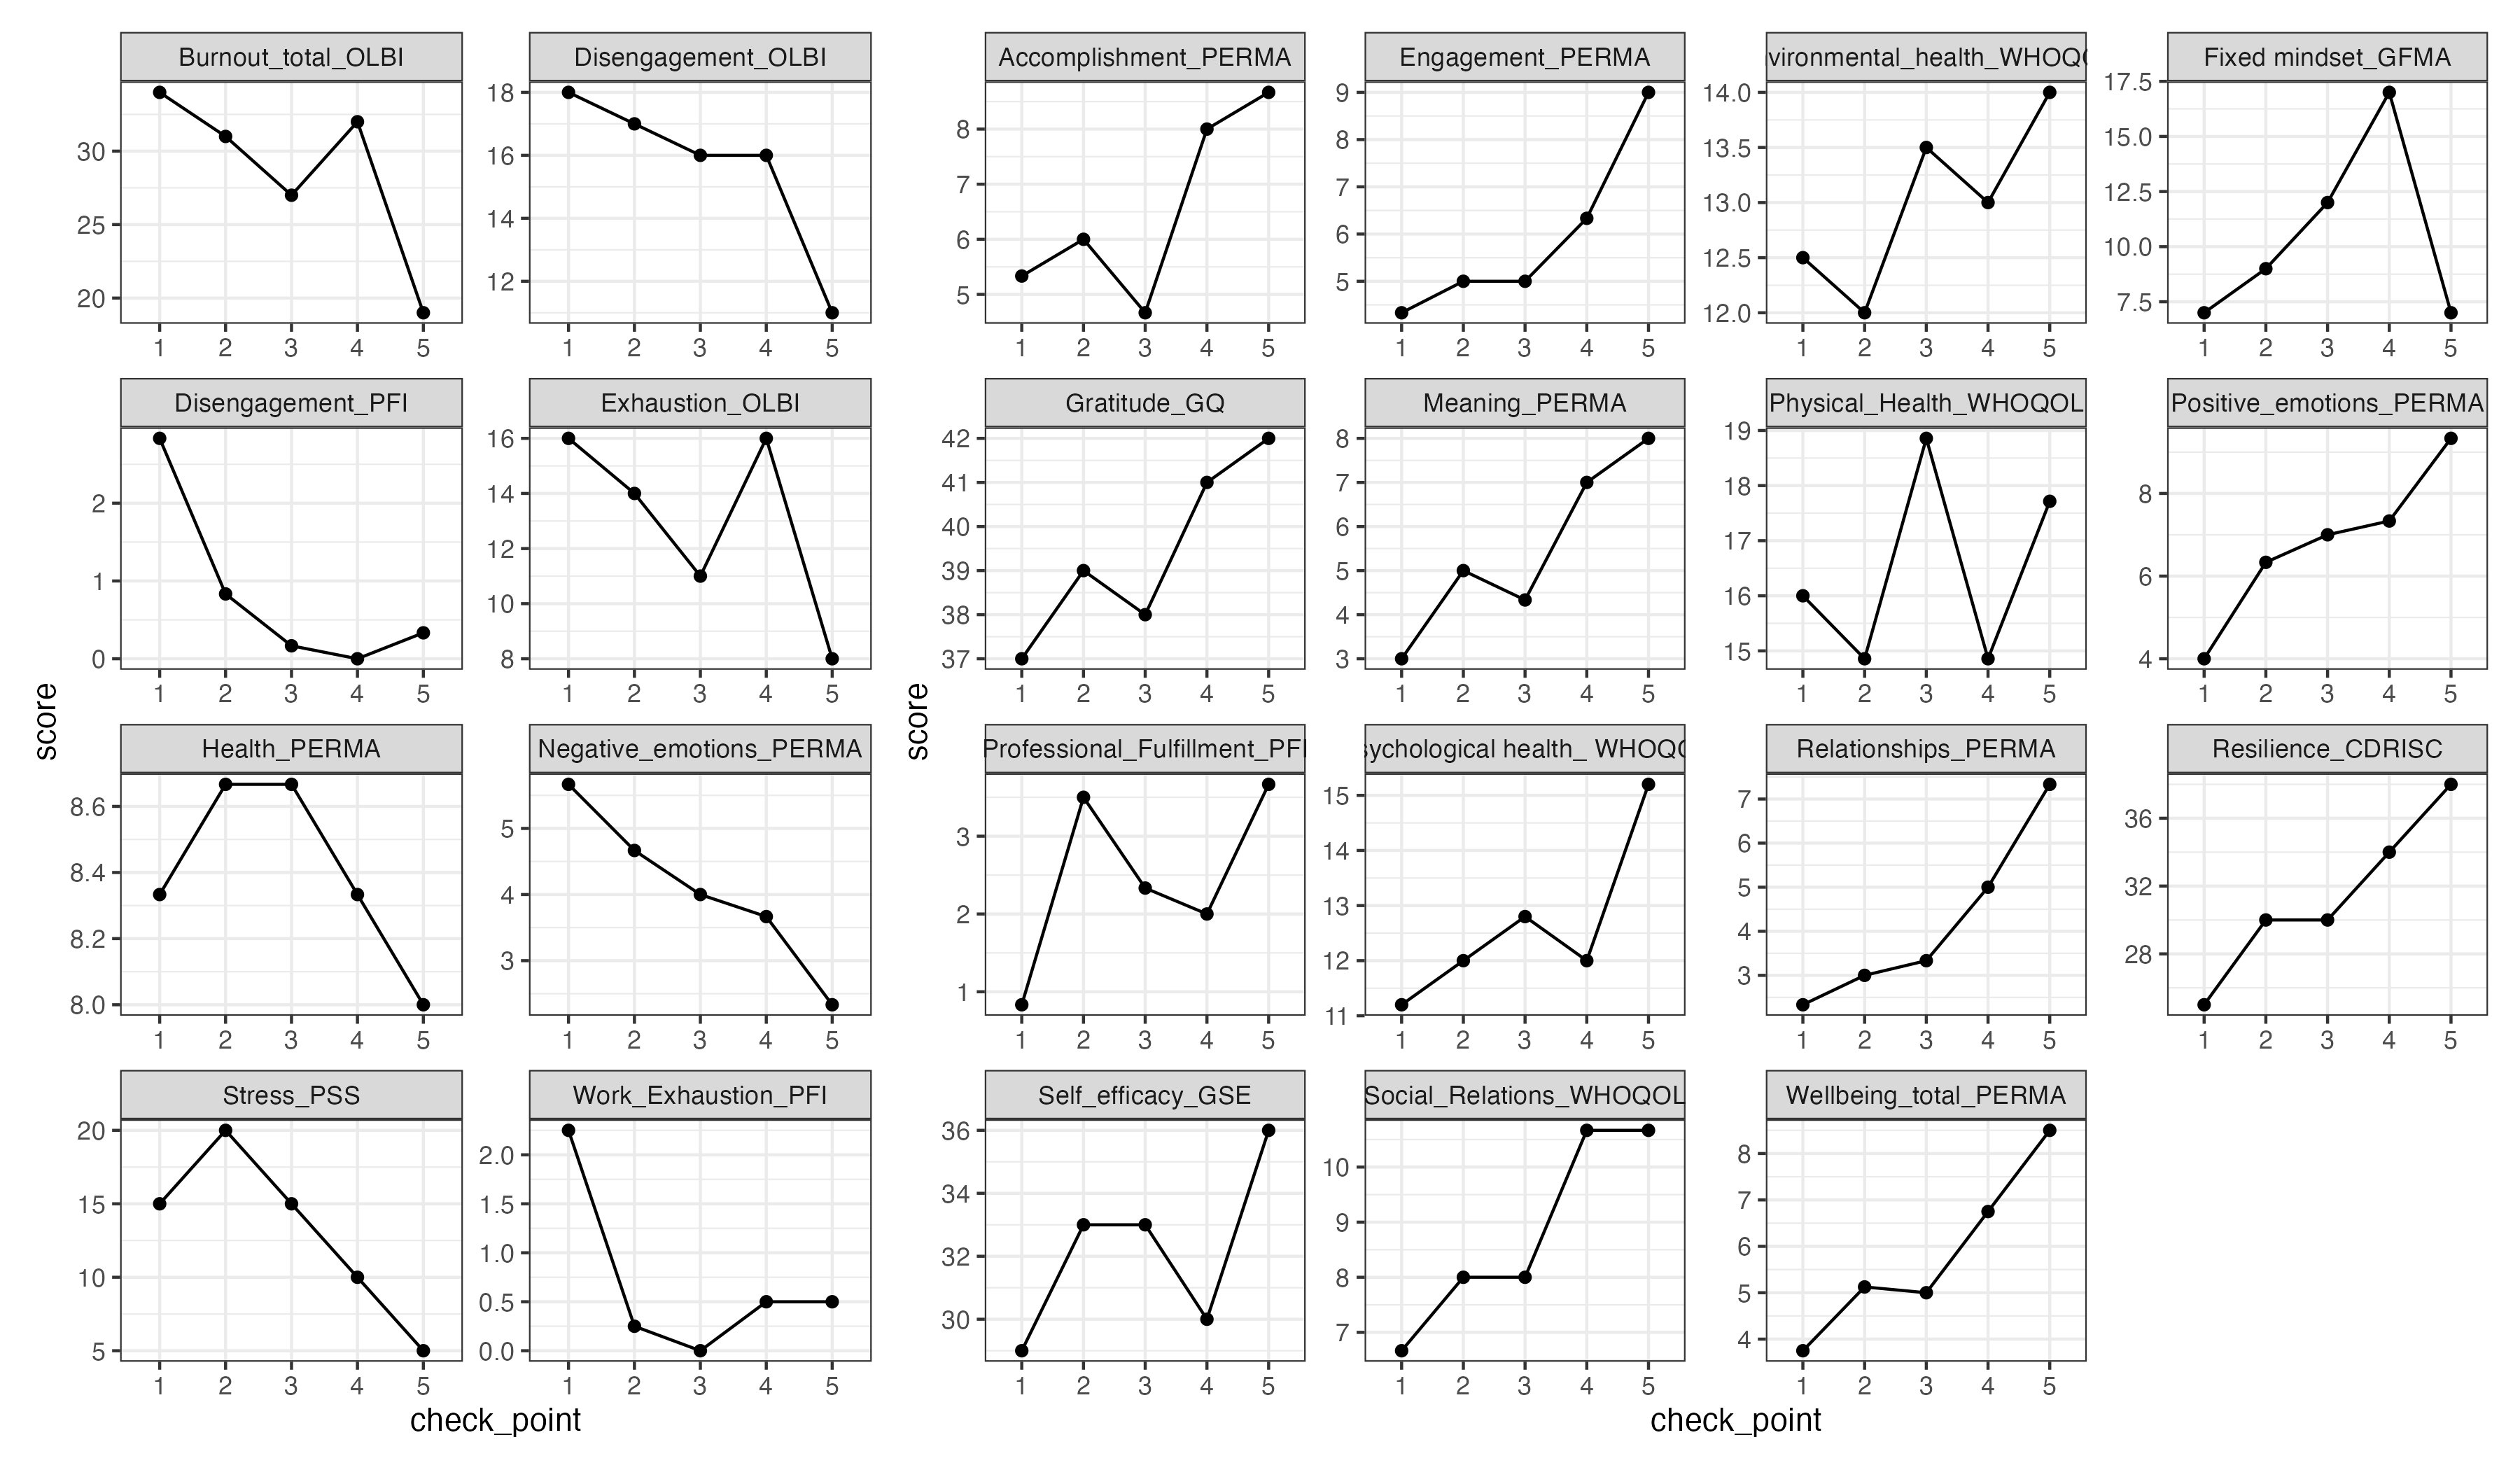 Burnout_total_OLBI
30
25
20
1 2 3 4 5
Disengagement_OLBI
18
16
14
12
1 2 3 4 5
Disengagement_PFI
2
1
0
1 2 3 4 5
Exhaustion_OLBI
16
14
12
10
8
1 2 3 4 5
Health_PERMA
8.6
8.4
8.2
8.0
1 2 3 4 5
Negative_emotions_PERMA
5
4
3
1 2 3 4 5
Stress_PSS
20
15
10
5
1 2 3 4 5
Work_Exhaustion_PFI
2.0
1.5
1.0
0.5
0.0
1 2 3 4 5
score
check_point
Accomplishment_PERMA
8
7
6
5
1 2 3 4 5
Engagement_PERMA
9
8
7
6
5
1 2 3 4 5
vironmental_health_WHOQO
14.0
13.5
13.0
12.5
12.0
1 2 3 4 5
Fixed mindset_GFMA
17.5
15.0
12.5
10.0
7.5
1 2 3 4 5
Gratitude_GQ
42
41
40
39
38
37
1 2 3 4 5
Meaning_PERMA
8
7
6
5
4
3
1 2 3 4 5
Physical_Health_WHOQOL
19
18
17
16
15
1 2 3 4 5
Positive_emotions_PERMA
8
6
4
1 2 3 4 5
Professional_Fulfillment_PFI
3
2
1
1 2 3 4 5
sychological health_ WHOQO
15
14
13
12
11
1 2 3 4 5
Relationships_PERMA
7
6
5
4
3
1 2 3 4 5
Resilience_CDRISC
36
32
28
1 2 3 4 5
Self_efficacy_GSE
36
34
32
30
1 2 3 4 5
Social_Relations_WHOQOL
10
9
8
7
1 2 3 4 5
Wellbeing_total_PERMA
8
7
6
5
4
1 2 3 4 5
score
check_point